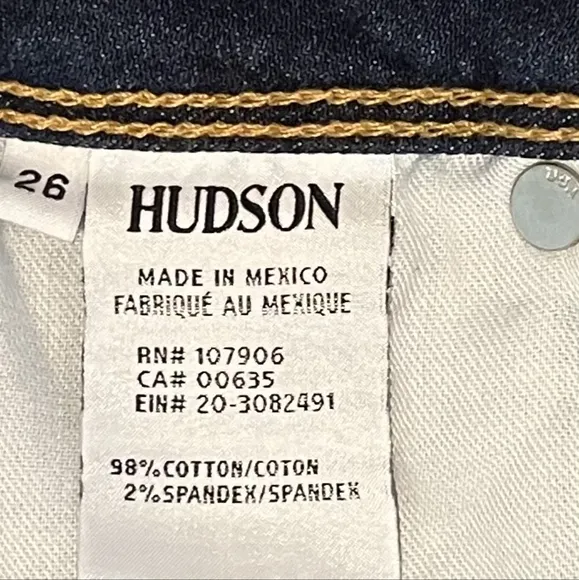 26
HUDSON
MADE IN MEXICO
FABRIQUÉ AU MEXIQUE
RN# 107906
CA# 00635
EIN# 20-3082491
98%COTTON/COTON
2%SPANDEX/SPANDEX